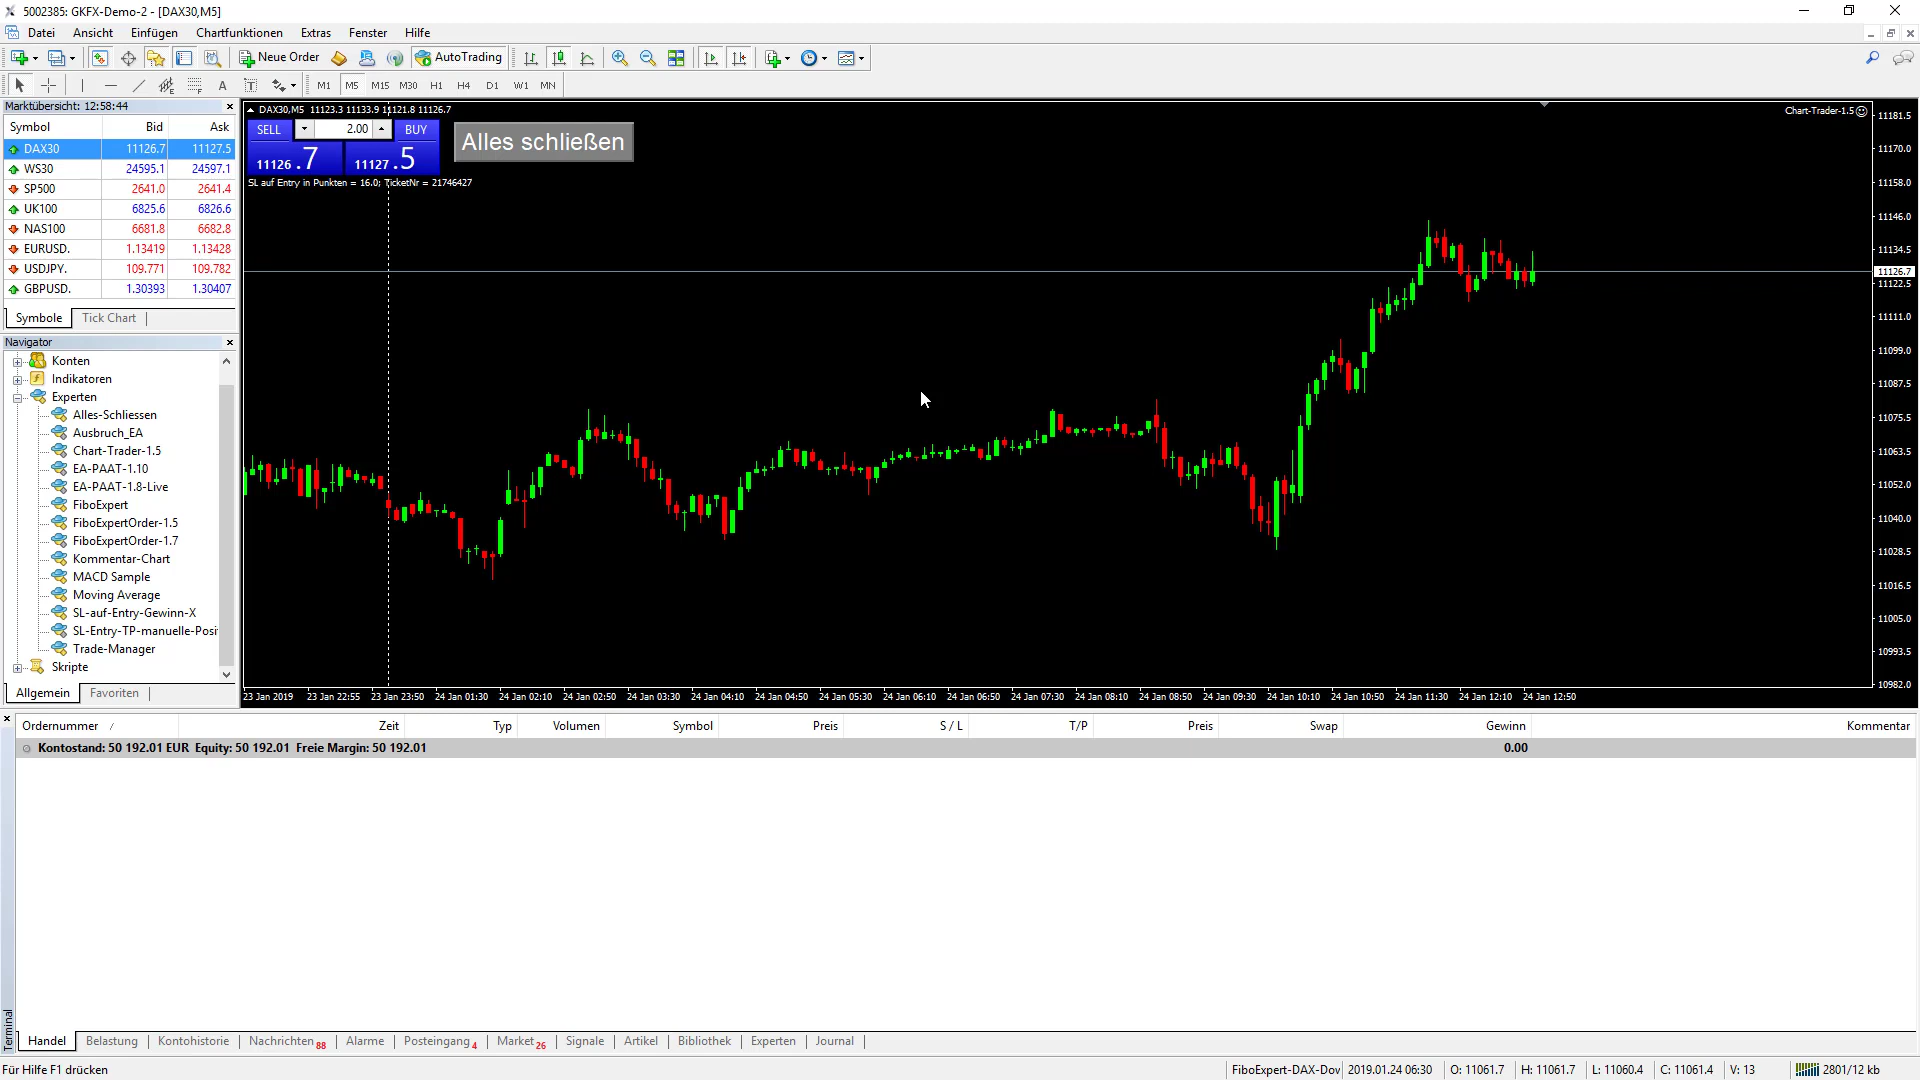 5002385: GKFX-Demo-2 - [DAX30,M5]
Datei Ansicht Einfügen Chartfunktionen Extras Fenster Hilfe
Neue Order AutoTrading
A T M1 M5 M15 M30 H1 H4 D1 W1 MN
Marktübersicht: 12:58:44
Symbol Bid Ask
DAX30 11126.7 11127.5
WS30 24595.1 24597.1
SP500 2641.0 2641.4
UK100 6825.6 6826.6
NAS100 6681.8 6682.8
EURUSD. 1.13419 1.13428
USDJPY. 109.771 109.782
GBPUSD. 1.30393 1.30407
Symbole Tick Chart
Navigator
Konten
Indikatoren
Experten
Alles-Schliessen
Ausbruch_EA
Chart-Trader-1.5
EA-PAAT-1.10
EA-PAAT-1.8-Live
FiboExpert
FiboExpertOrder-1.5
FiboExpertOrder-1.7
Kommentar-Chart
MACD Sample
Moving Average
SL-auf-Entry-Gewinn-X
SL-Entry-TP-manuelle-Posi
Trade-Manager
Skripte
Allgemein Favoriten
DAX30,M5 11123.3 11133.9 11121.8 11126.7
SELL 2.00 BUY
11126 .7 11127 .5
Alles schließen
SL auf Entry in Punkten = 16.0; TicketNr = 21746427
Chart-Trader-1.5
11181.5
11170.0
11158.0
11146.0
11134.5
11126.7
11122.5
11111.0
11099.0
11087.5
11075.5
11063.5
11052.0
11040.0
11028.5
11016.5
11005.0
10993.5
10982.0
23 Jan 2019 23 Jan 22:55 23 Jan 23:50 24 Jan 01:30 24 Jan 02:10 24 Jan 02:50 24 Jan 03:30 24 Jan 04:10 24 Jan 04:50 24 Jan 05:30 24 Jan 06:10 24 Jan 06:50 24 Jan 07:30 24 Jan 08:10 24 Jan 08:50 24 Jan 09:30 24 Jan 10:10 24 Jan 10:50 24 Jan 11:30 24 Jan 12:10 24 Jan 12:50
Ordernummer / Zeit Typ Volumen Symbol Preis S / L T/P Preis Swap Gewinn Kommentar
Kontostand: 50 192.01 EUR Equity: 50 192.01 Freie Margin: 50 192.01 0.00
Terminal
Handel Belastung Kontohistorie Nachrichten 88 Alarme Posteingang 4 Market 26 Signale Artikel Bibliothek Experten Journal
Für Hilfe F1 drücken FiboExpert-DAX-Dov 2019.01.24 06:30 O: 11061.7 H: 11061.7 L: 11060.4 C: 11061.4 V: 13 2801/12 kb